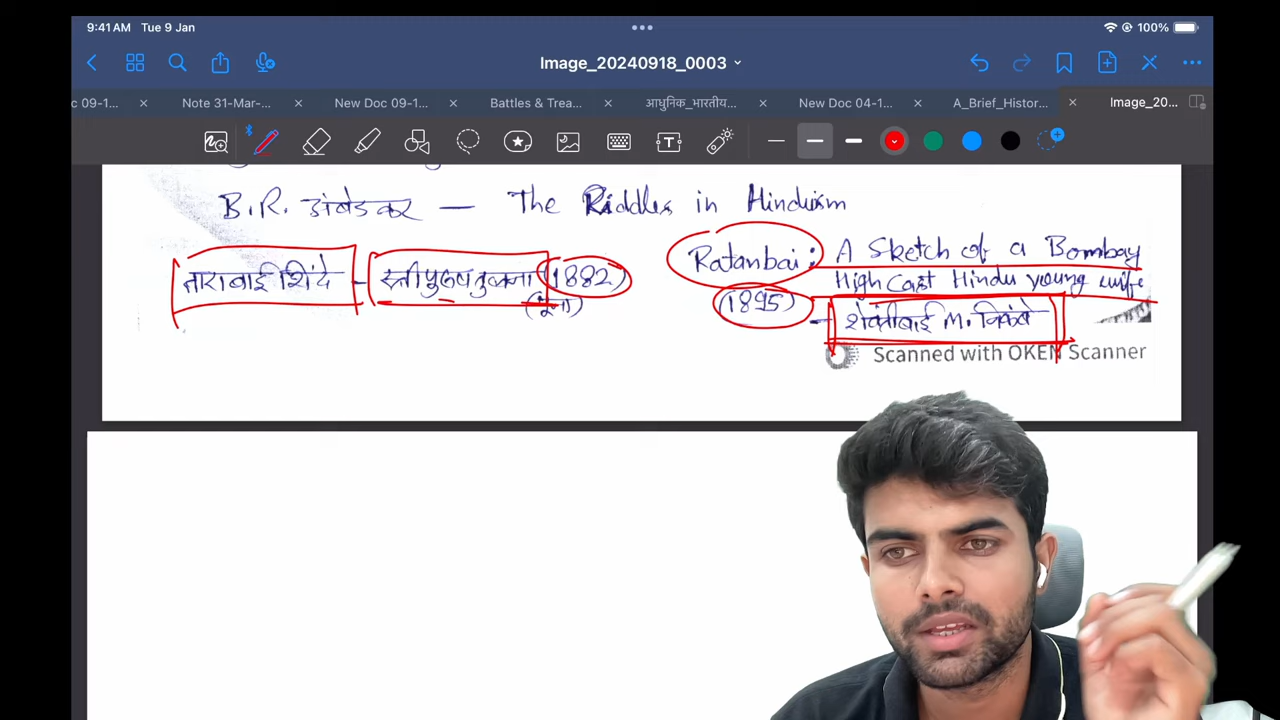 9:41 AM Tue 9 Jan
100%
Image_20240918_0003
c 09-1...
Note 31-Mar-...
New Doc 09-1...
Battles & Trea...
आधुनिक_भारतीय...
New Doc 04-1...
A_Brief_Histor...
Image_20...
B.R. अंबेडकर — The Riddles in Hinduism
ताराबाई शिंदे - स्त्रीपुरुष तुलना (1882)
(पूना)
Ratanbai: A Sketch of a Bombay
High Cast Hindu young wife
(1895)
- शेवंतीबाई M. निकंबे
Scanned with OKEN Scanner